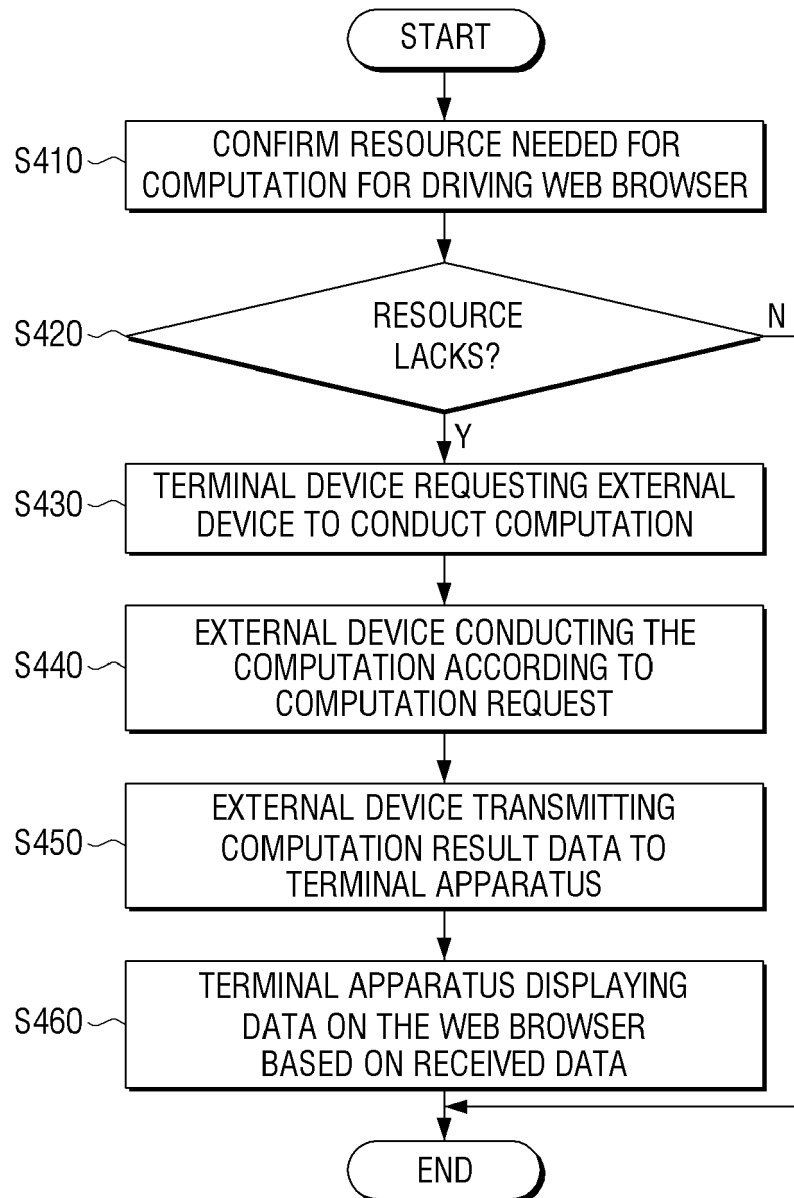 START
S410
CONFIRM RESOURCE NEEDED FOR
COMPUTATION FOR DRIVING WEB BROWSER
S420
RESOURCE
LACKS?
N
Y
S430
TERMINAL DEVICE REQUESTING EXTERNAL
DEVICE TO CONDUCT COMPUTATION
S440
EXTERNAL DEVICE CONDUCTING THE
COMPUTATION ACCORDING TO
COMPUTATION REQUEST
S450
EXTERNAL DEVICE TRANSMITTING
COMPUTATION RESULT DATA TO
TERMINAL APPARATUS
S460
TERMINAL APPARATUS DISPLAYING
DATA ON THE WEB BROWSER
BASED ON RECEIVED DATA
END